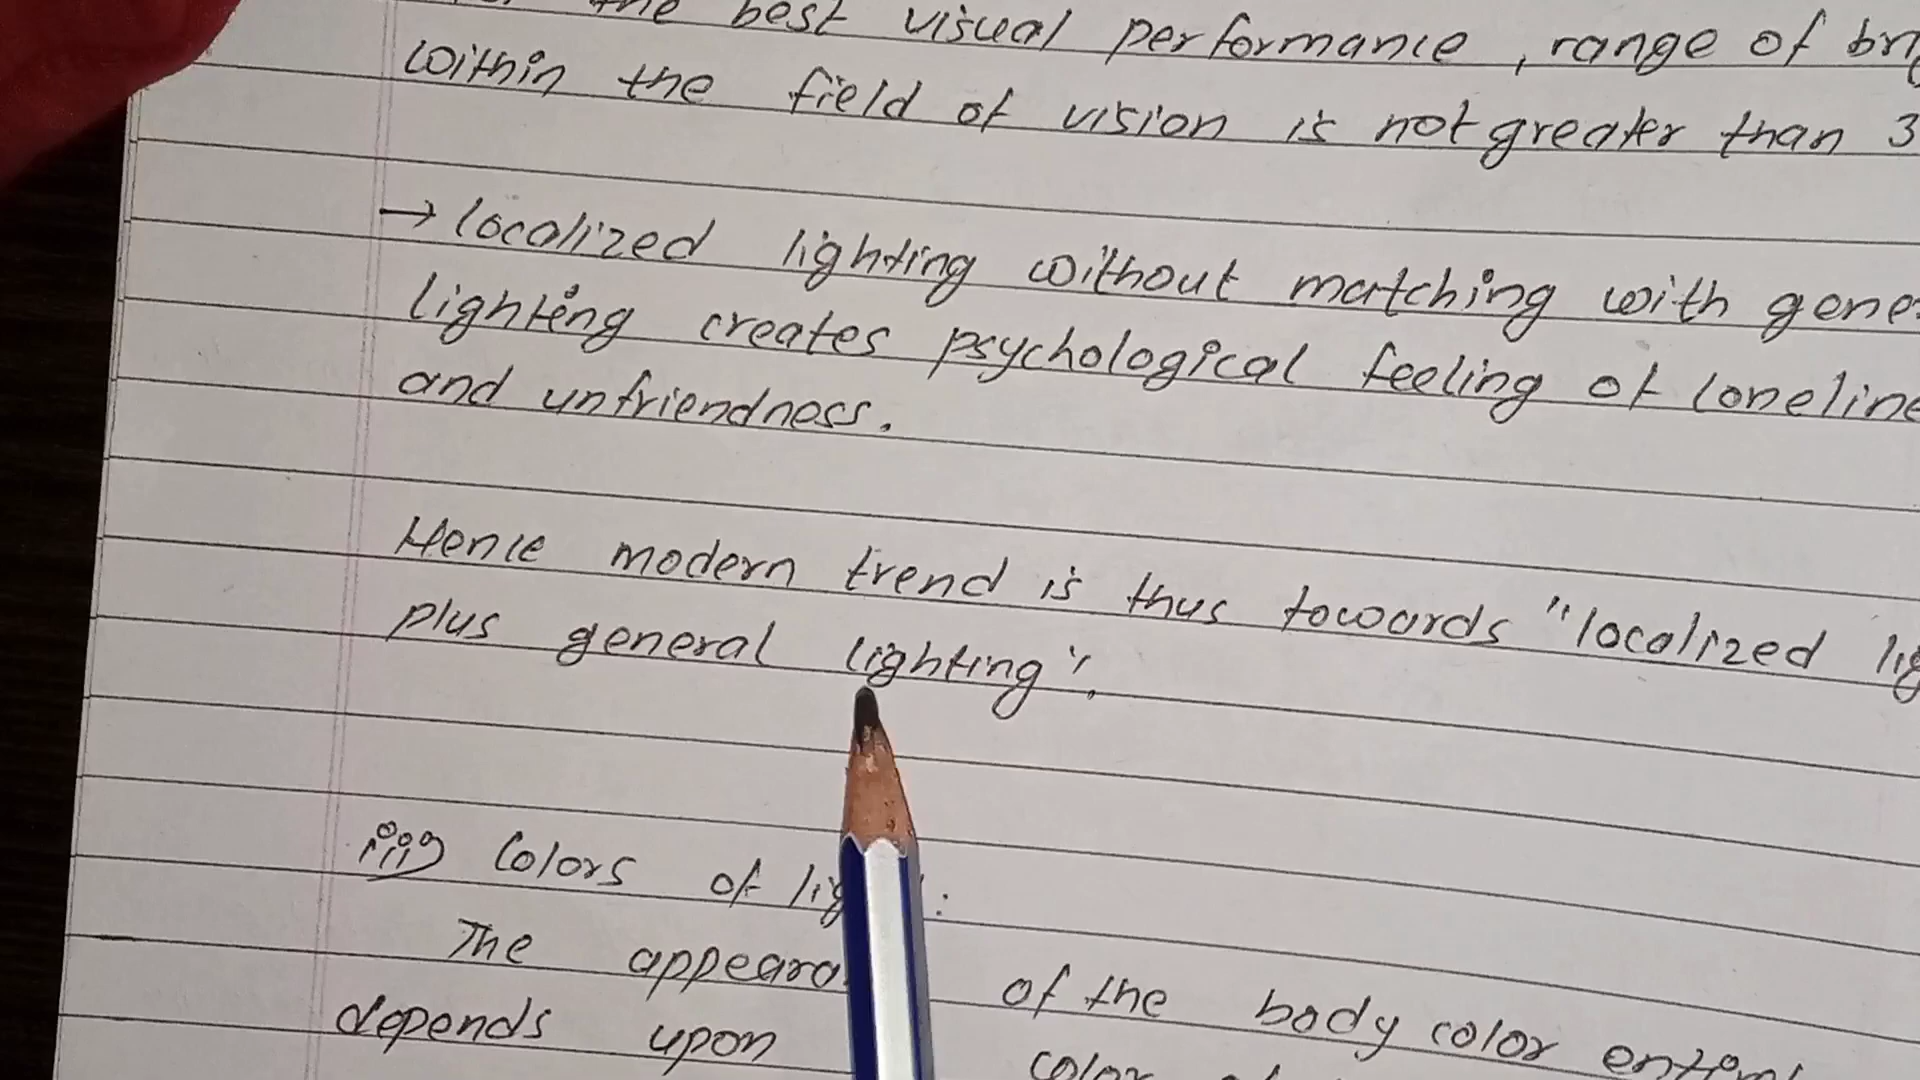 the best visual performance, range of
within the field of vision is not greater than 3
→ localized lighting without matching with
lighting creates psychological feeling of
and unfriendness.
Hence modern trend is thus towards "localized
plus general lighting".
iii) Colors of :
The of the body color
depends upon color